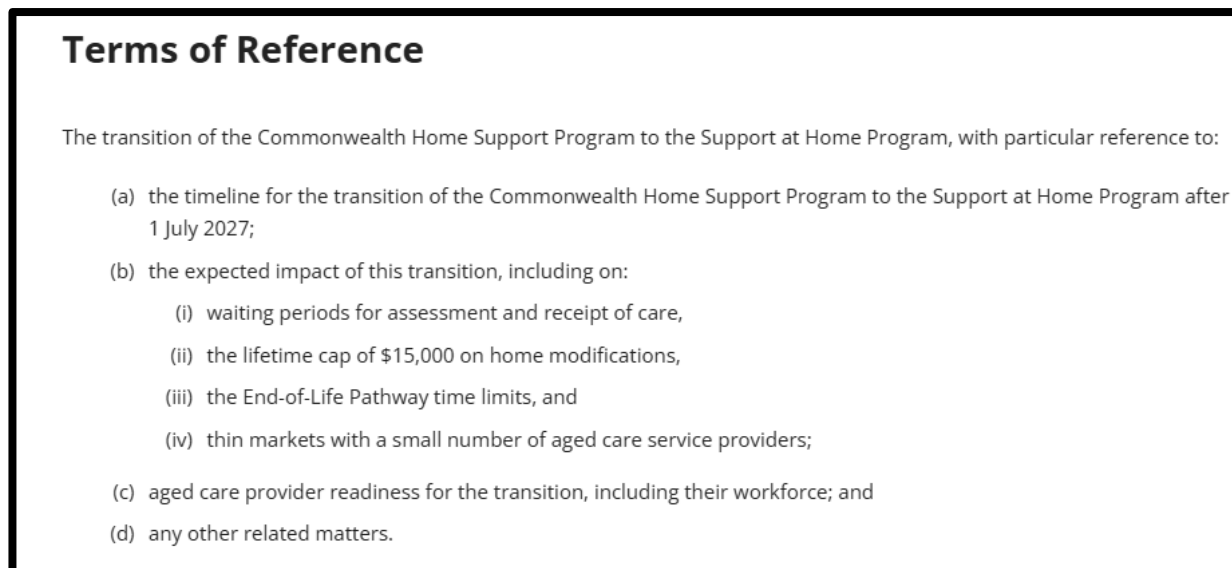 Terms of Reference
The transition of the Commonwealth Home Support Program to the Support at Home Program, with particular reference to:
(a) the timeline for the transition of the Commonwealth Home Support Program to the Support at Home Program after
1 July 2027;
(b) the expected impact of this transition, including on:
(i) waiting periods for assessment and receipt of care,
(ii) the lifetime cap of $15,000 on home modifications,
(iii) the End-of-Life Pathway time limits, and
(iv) thin markets with a small number of aged care service providers;
(c) aged care provider readiness for the transition, including their workforce; and
(d) any other related matters.